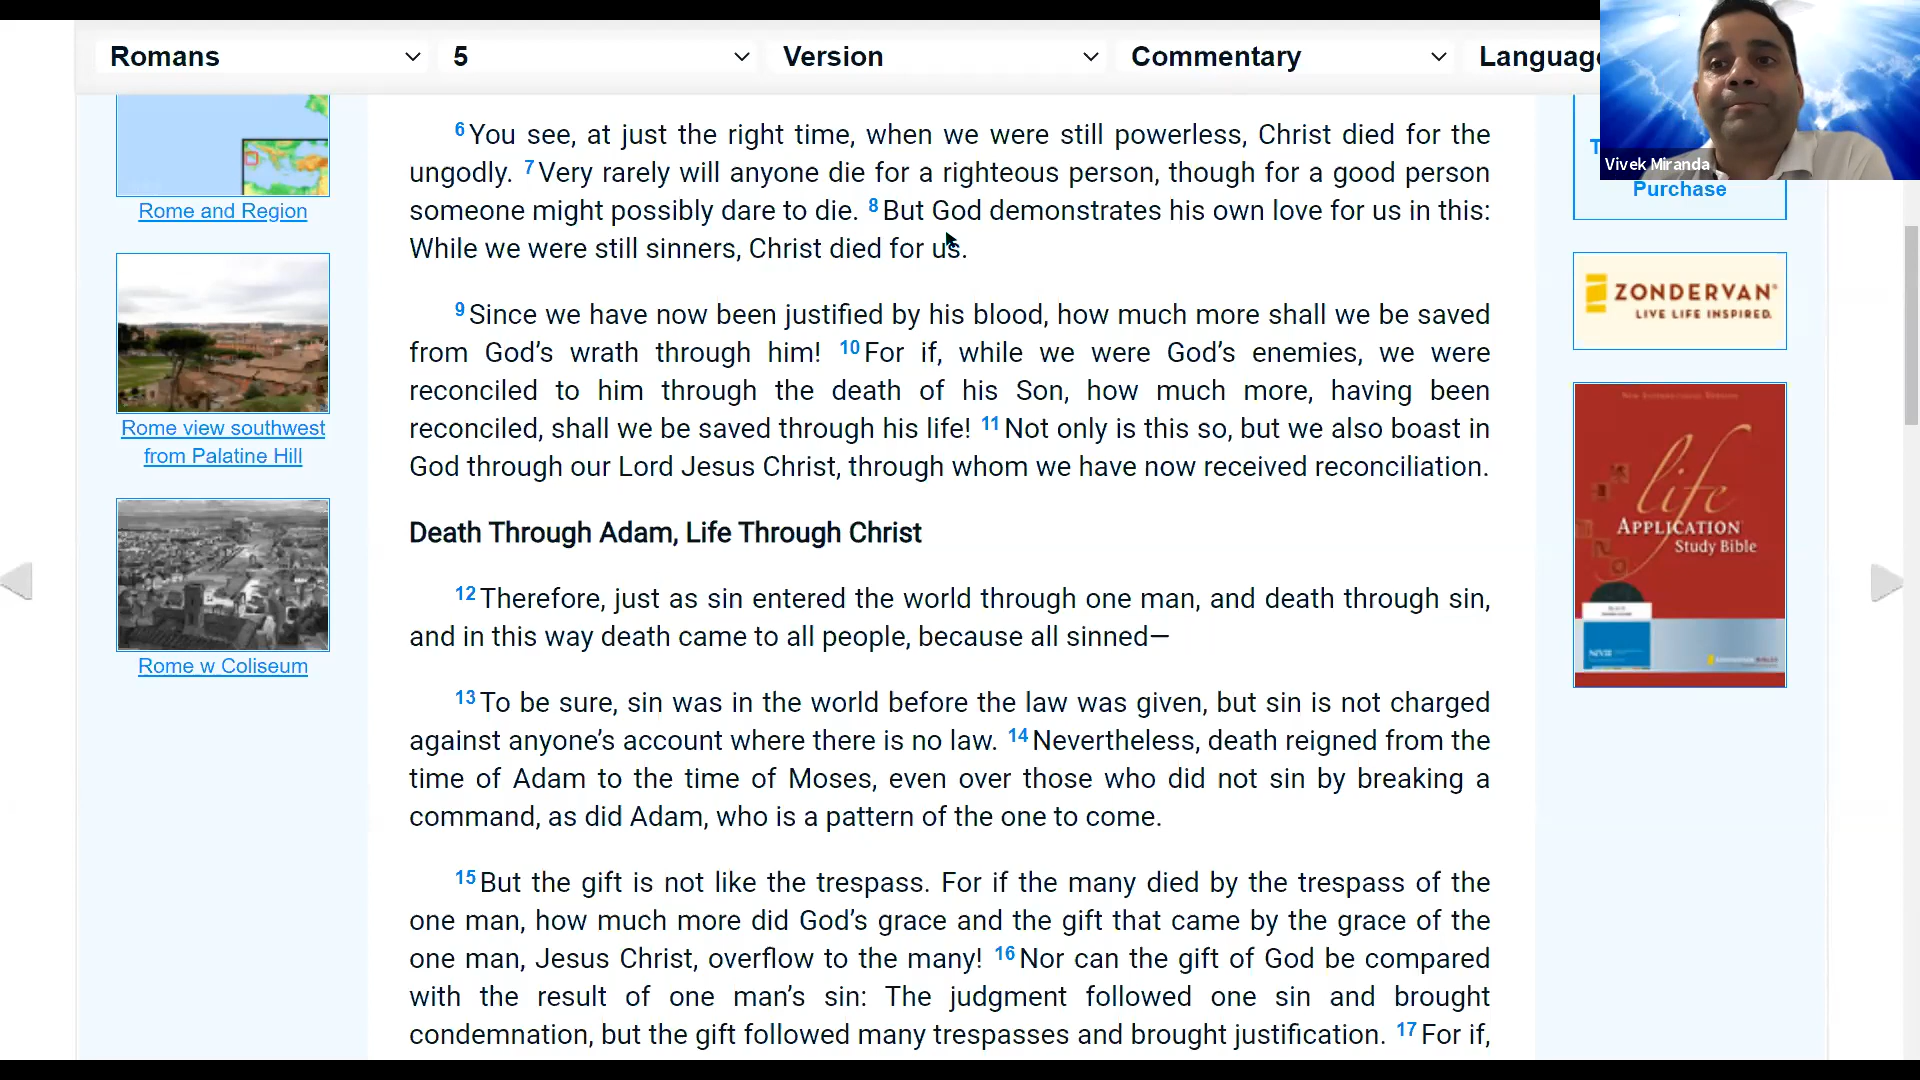 Romans 5 Version Commentary Language
Vivek Miranda
Purchase
6 You see, at just the right time, when we were still powerless, Christ died for the
ungodly. 7 Very rarely will anyone die for a righteous person, though for a good person
someone might possibly dare to die. 8 But God demonstrates his own love for us in this:
While we were still sinners, Christ died for us.
9 Since we have now been justified by his blood, how much more shall we be saved
from God’s wrath through him! 10 For if, while we were God’s enemies, we were
reconciled to him through the death of his Son, how much more, having been
reconciled, shall we be saved through his life! 11 Not only is this so, but we also boast in
God through our Lord Jesus Christ, through whom we have now received reconciliation.
Death Through Adam, Life Through Christ
12 Therefore, just as sin entered the world through one man, and death through sin,
and in this way death came to all people, because all sinned—
13 To be sure, sin was in the world before the law was given, but sin is not charged
against anyone’s account where there is no law. 14 Nevertheless, death reigned from the
time of Adam to the time of Moses, even over those who did not sin by breaking a
command, as did Adam, who is a pattern of the one to come.
15 But the gift is not like the trespass. For if the many died by the trespass of the
one man, how much more did God’s grace and the gift that came by the grace of the
one man, Jesus Christ, overflow to the many! 16 Nor can the gift of God be compared
with the result of one man’s sin: The judgment followed one sin and brought
condemnation, but the gift followed many trespasses and brought justification. 17 For if,
Rome and Region
Rome view southwest
from Palatine Hill
Rome w Coliseum
ZONDERVAN
LIVE LIFE INSPIRED.
New International Version
life
APPLICATION
Study Bible